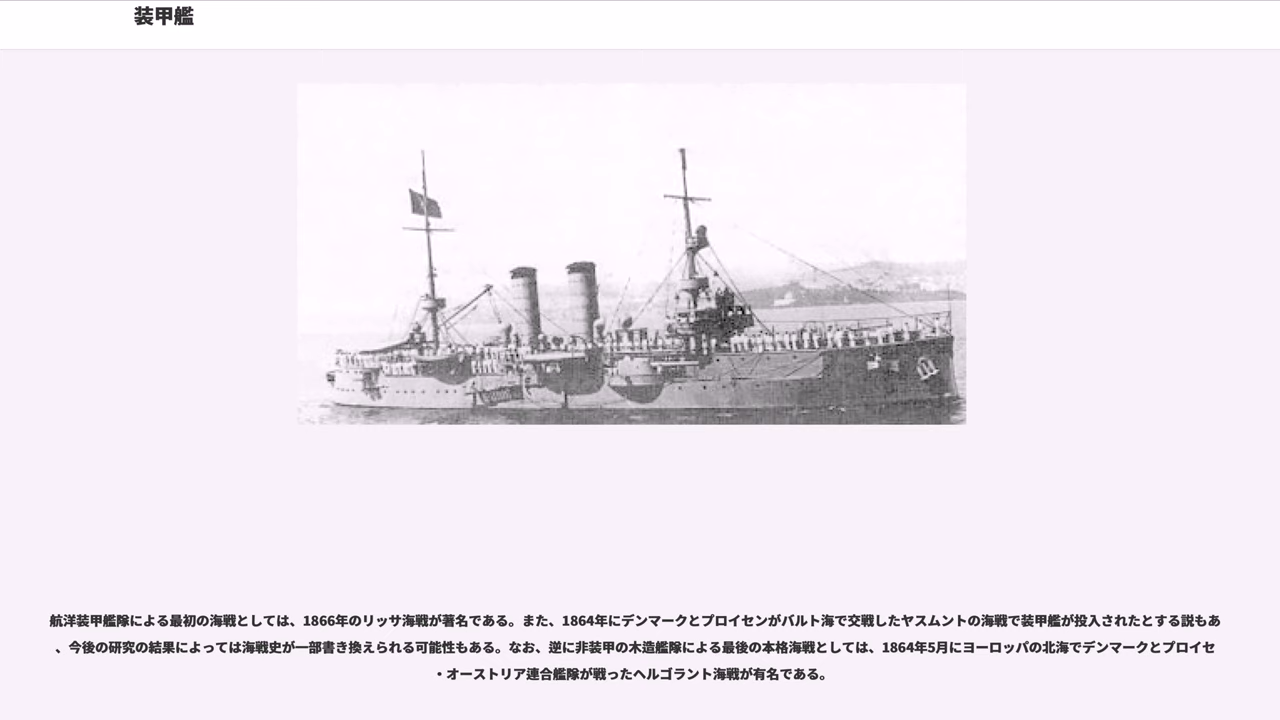 装甲艦
航洋装甲艦隊による最初の海戦としては、1866年のリッサ海戦が著名である。また、1864年にデンマークとプロイセンがバルト海で交戦したヤスムントの海戦で装甲艦が投入されたとする説もあ
、今後の研究の結果によっては海戦史が一部書き換えられる可能性もある。なお、逆に非装甲の木造艦隊による最後の本格海戦としては、1864年5月にヨーロッパの北海でデンマークとプロイセ
・オーストリア連合艦隊が戦ったヘルゴラント海戦が有名である。